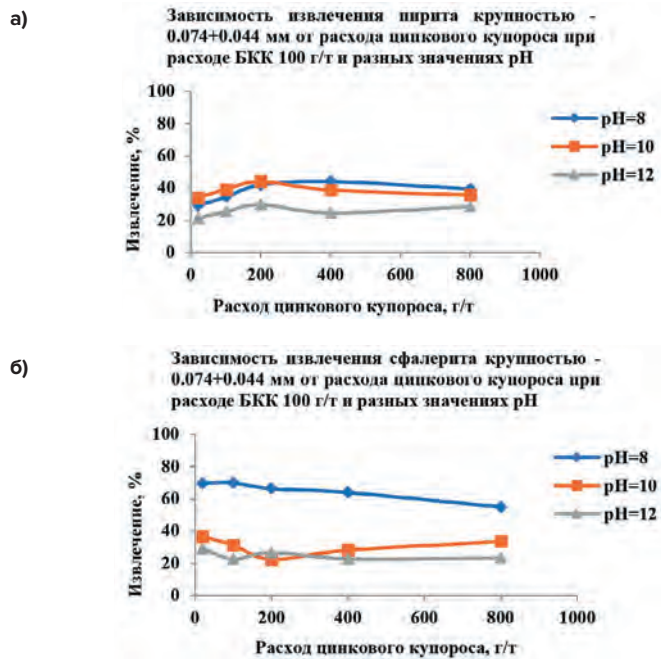 а)
Зависимость извлечения пирита крупностью -
0.074+0.044 мм от расхода цинкового купороса при
расходе БКК 100 г/т и разных значениях pH
Извлечение, %
100
80
60
40
20
0
0 200 400 600 800 1000
Расход цинкового купороса, г/т
pH=8
pH=10
pH=12
б)
Зависимость извлечения сфалерита крупностью -
0.074+0.044 мм от расхода цинкового купороса при
расходе БКК 100 г/т и разных значениях pH
Извлечение, %
100
80
60
40
20
0
0 200 400 600 800 1000
Расход цинкового купороса, г/т
pH=8
pH=10
pH=12